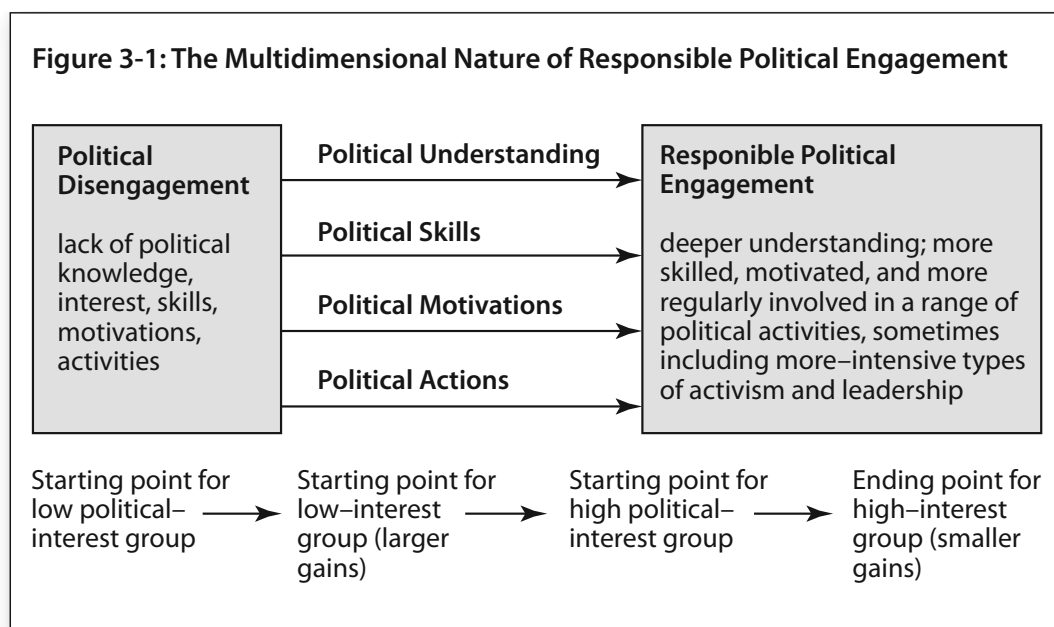 Figure 3-1: The Multidimensional Nature of Responsible Political Engagement
Political
Disengagement
lack of political
knowledge,
interest, skills,
motivations,
activities
Political Understanding
Political Skills
Political Motivations
Political Actions
Responible Political
Engagement
deeper understanding; more
skilled, motivated, and more
regularly involved in a range of
political activities, sometimes
including more–intensive types
of activism and leadership
Starting point for
low political–
interest group
Starting point for
low–interest
group (larger
gains)
Starting point for
high political–
interest group
Ending point for
high–interest
group (smaller
gains)